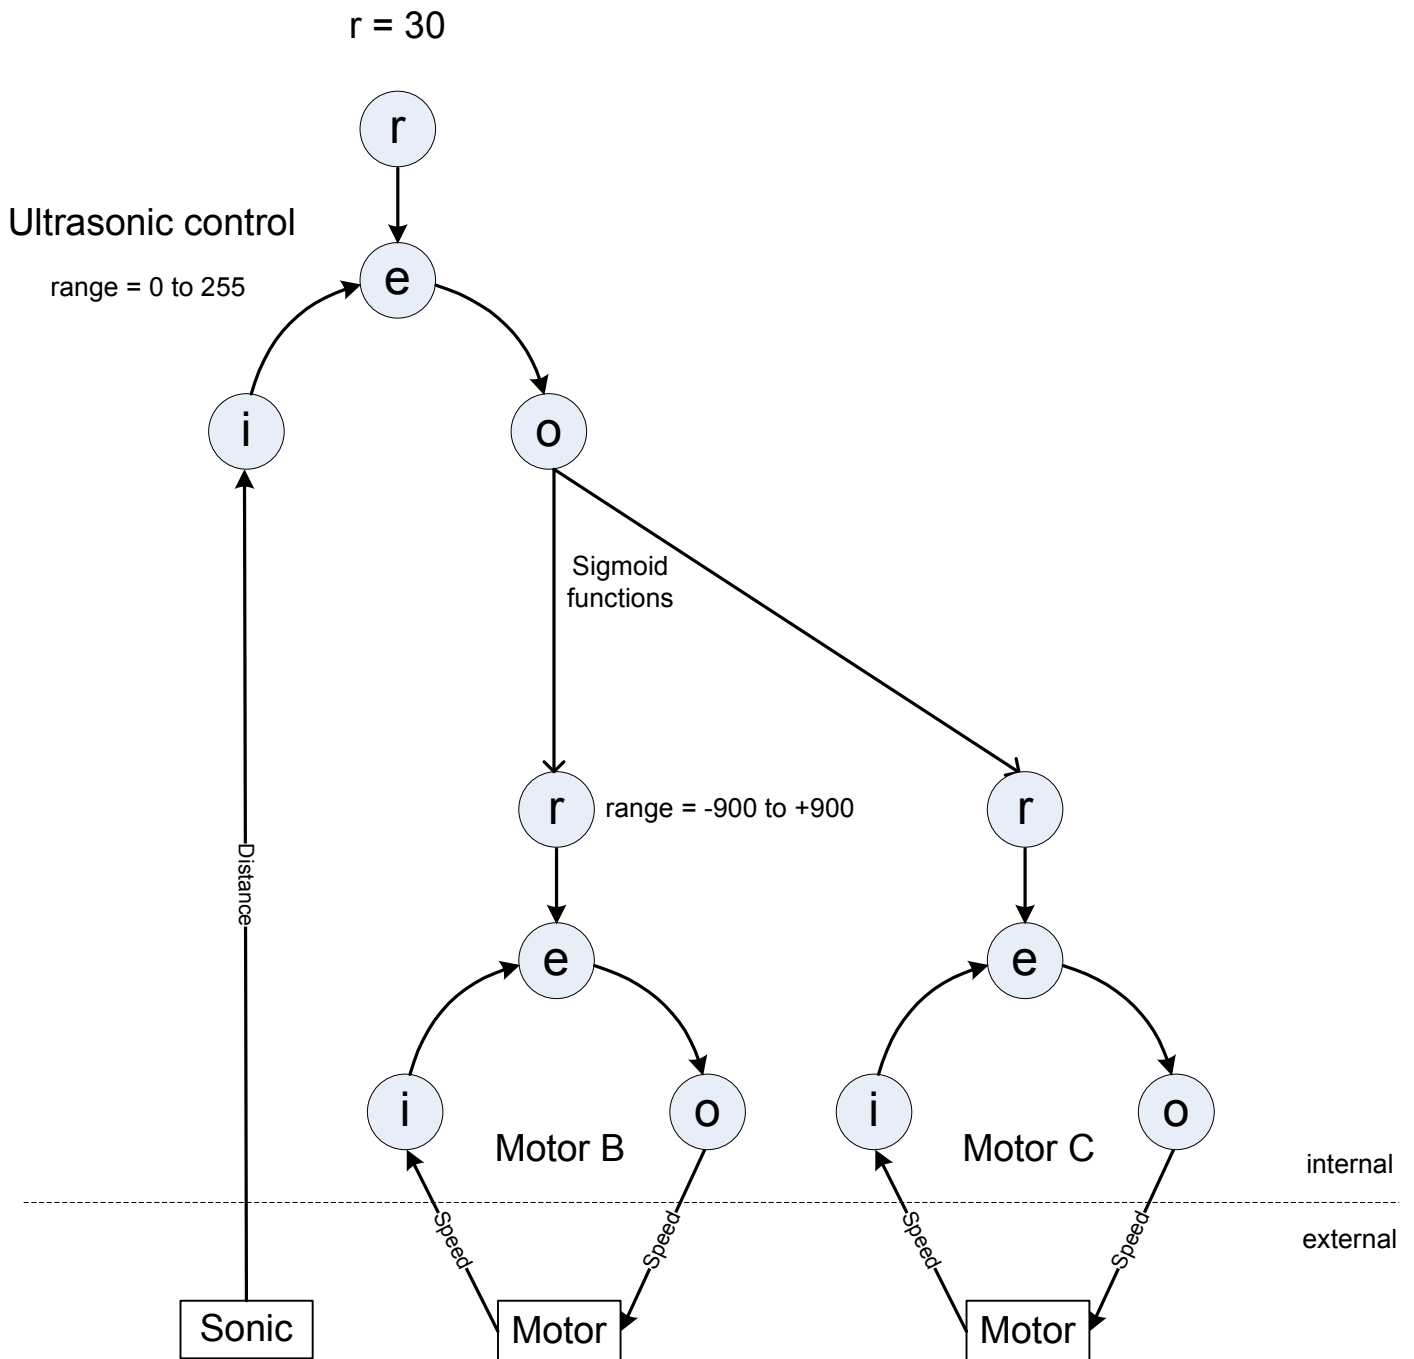 r = 30
r
Ultrasonic control
e
range = 0 to 255
i
o
Sigmoid
functions
r
range = -900 to +900
r
Distance
e
e
i
o
i
o
Motor B
Motor C
internal
Speed
Speed
Speed
Speed
external
Sonic
Motor
Motor